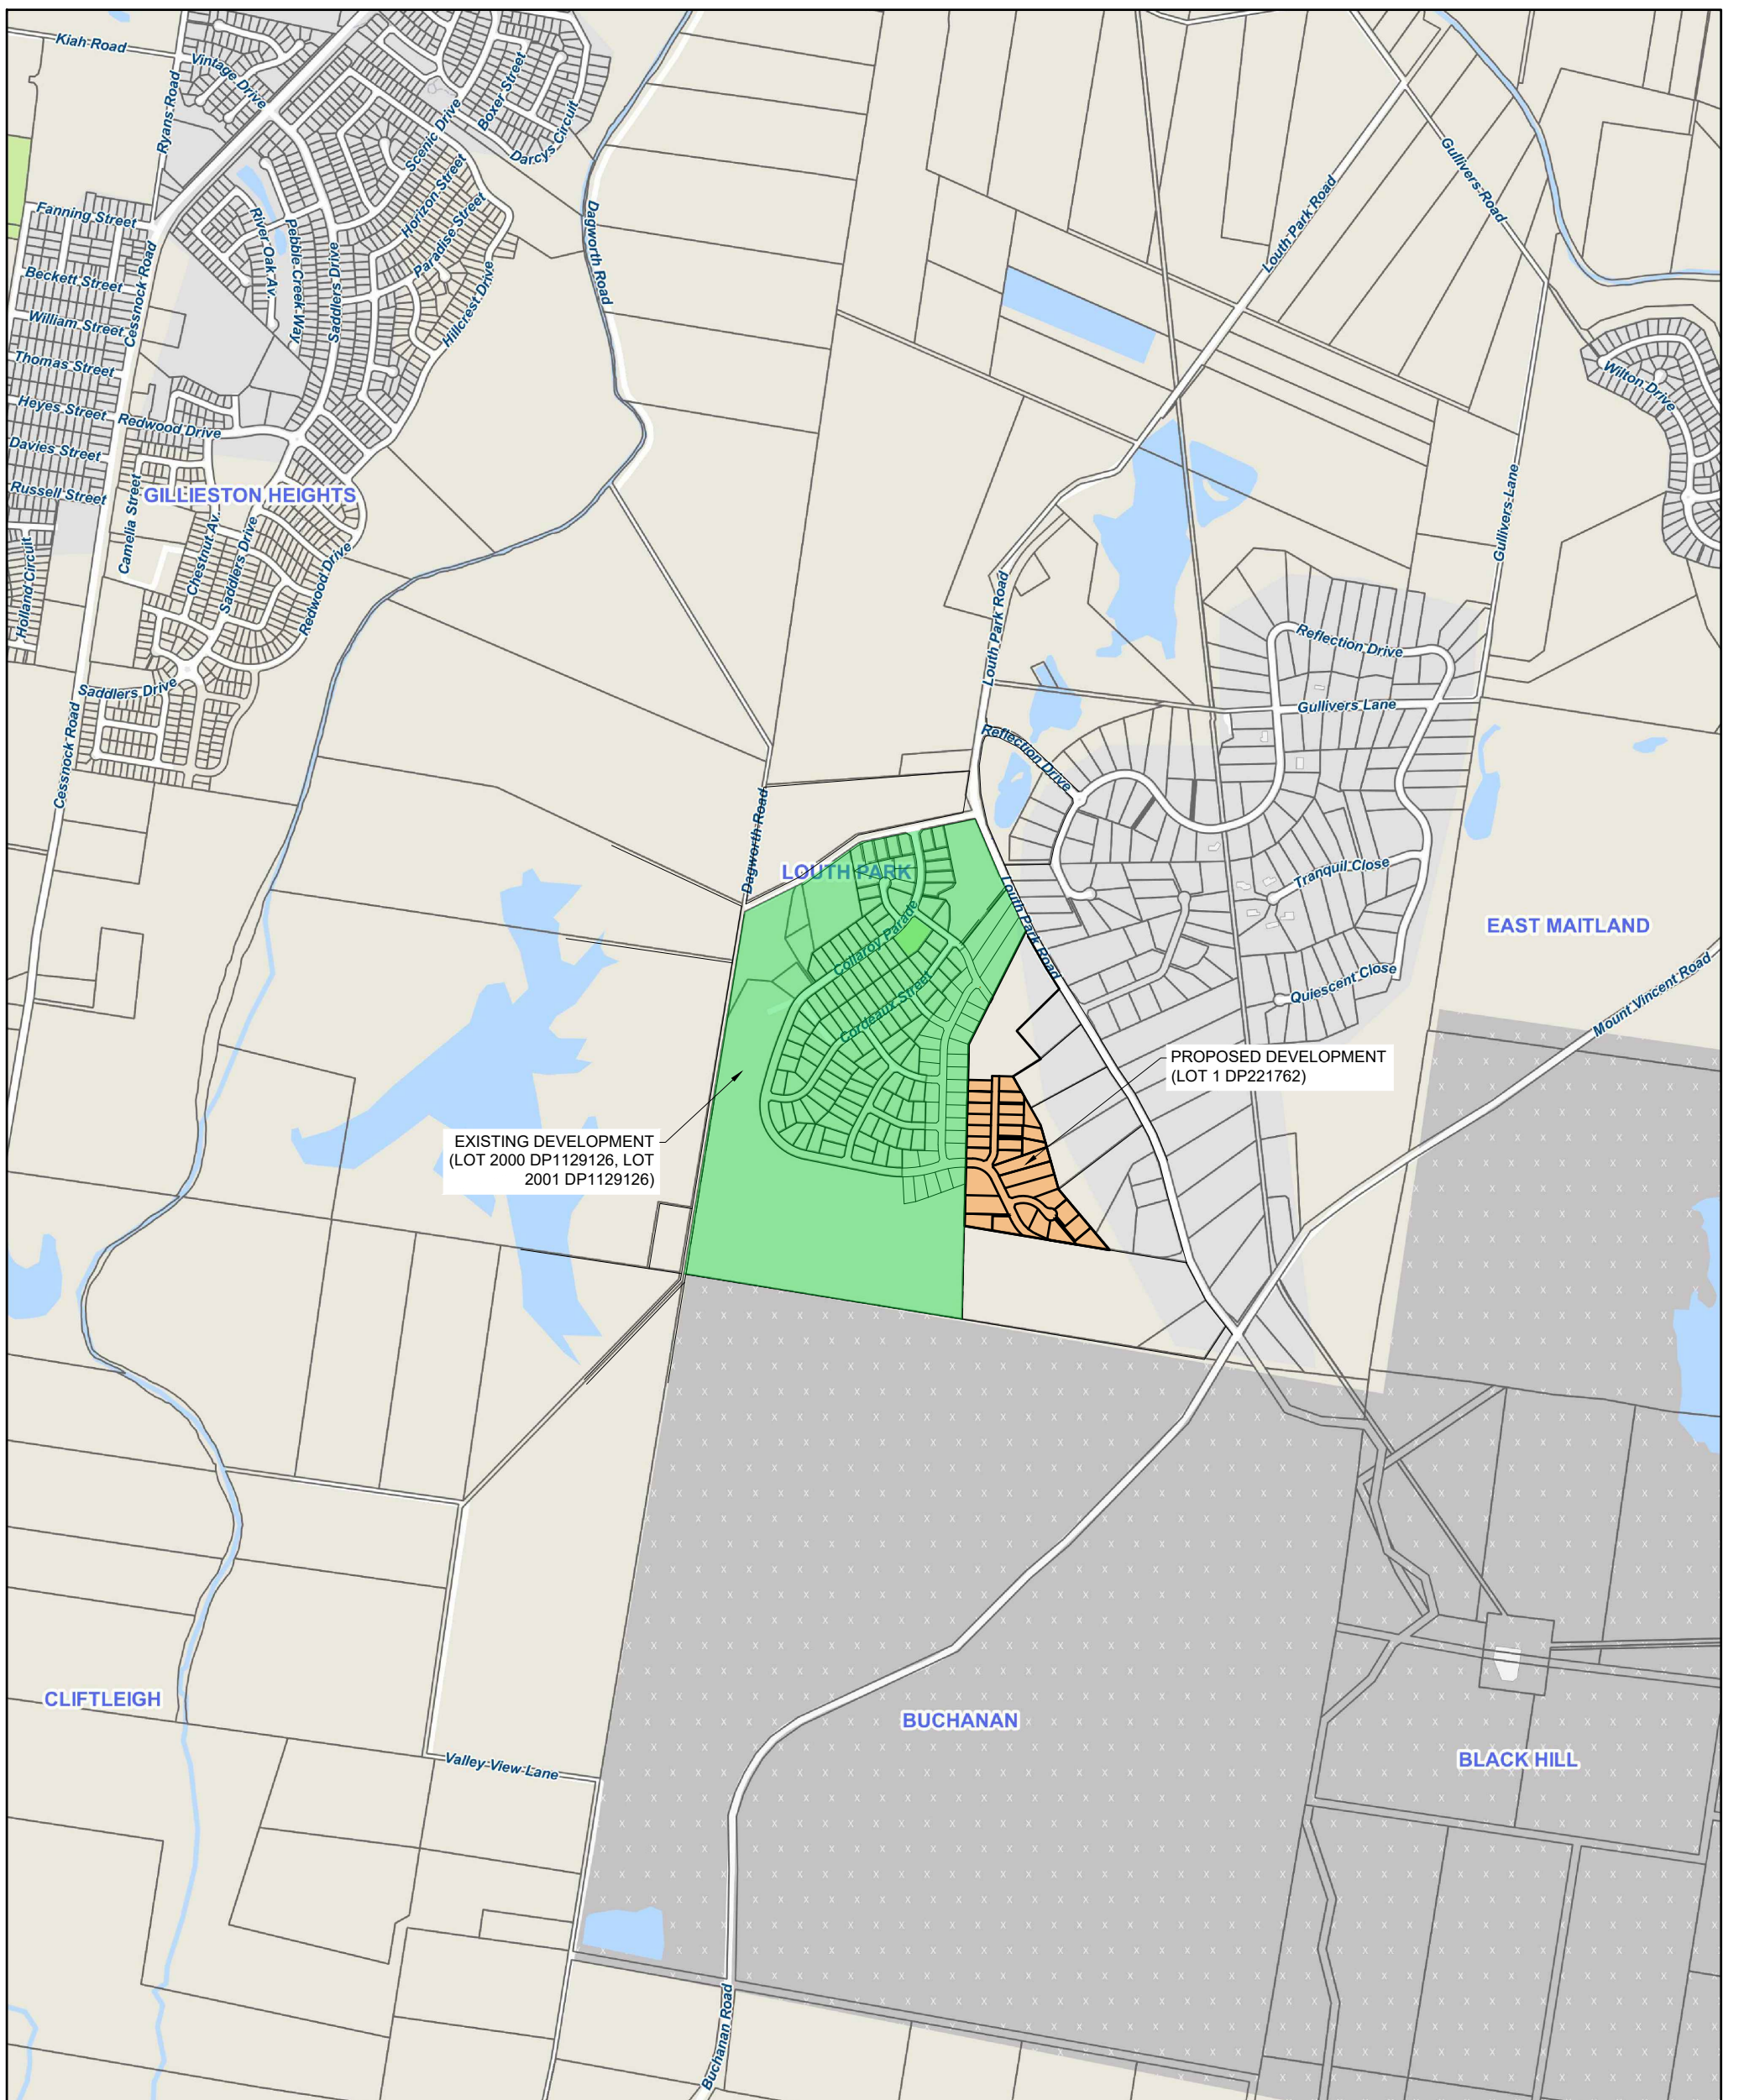 Kiah Road
Vintage Drive
Ryans Road
Boxer Street
Scenic Drive
Darcys Circuit
Horizon Street
Paradise Street
Fanning Street
River Oak Av.
Pebble Creek Way
Saddlers Drive
Hillcrest Drive
Dagworth Road
Louth Park Road
Gullivers Road
Beckett Street
Cessnock Road
William Street
Thomas Street
Heyes Street
Redwood Drive
Davies Street
Russell Street
Camelia Street
GILLIESTON HEIGHTS
Wilton Drive
Gullivers Lane
Holland Circuit
Chestnut Av.
Saddlers Drive
Redwood Drive
Louth Park Road
Reflection Drive
Saddlers Drive
Gullivers Lane
Cessnock Road
Reflection Drive
Dagworth Road
LOUTH PARK
Tranquil Close
Louth Park Road
Collaroy Parade
EAST MAITLAND
Cordeaux Street
Quiescent Close
Mount Vincent Road
PROPOSED DEVELOPMENT
(LOT 1 DP221762)
EXISTING DEVELOPMENT
(LOT 2000 DP1129126, LOT
2001 DP1129126)
CLIFTLEIGH
BUCHANAN
BLACK HILL
Valley View Lane
Buchanan Road